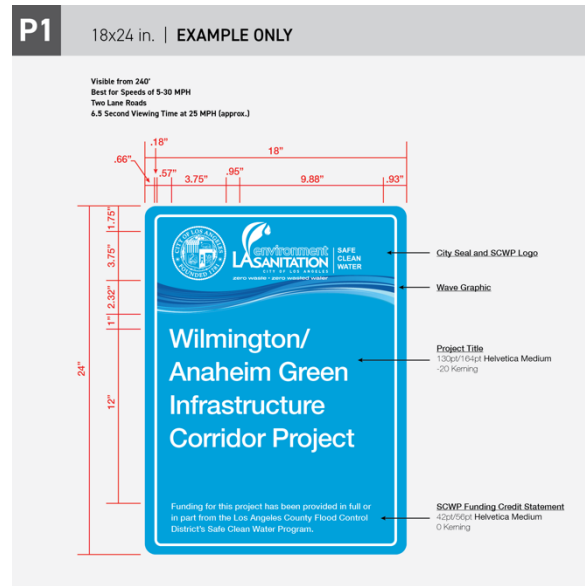 P1
18x24 in. | EXAMPLE ONLY
Visible from 240'
Best for Speeds of 5-30 MPH
Two Lane Roads
6.5 Second Viewing Time at 25 MPH (approx.)
.18"
18"
.66"
.57"
3.75"
.95"
9.88"
.93"
1.75"
3.75"
2.32"
1"
12"
24"
CITY OF LOS ANGELES
FOUNDED 1781
environment
LASANITATION
CITY OF LOS ANGELES
zero waste • zero wasted water
SAFE
CLEAN
WATER
City Seal and SCWP Logo
Wave Graphic
Wilmington/
Anaheim Green
Infrastructure
Corridor Project
Project Title
130pt/164pt Helvetica Medium
-20 Kerning
Funding for this project has been provided in full or
in part from the Los Angeles County Flood Control
District's Safe Clean Water Program.
SCWP Funding Credit Statement
42pt/56pt Helvetica Medium
0 Kerning